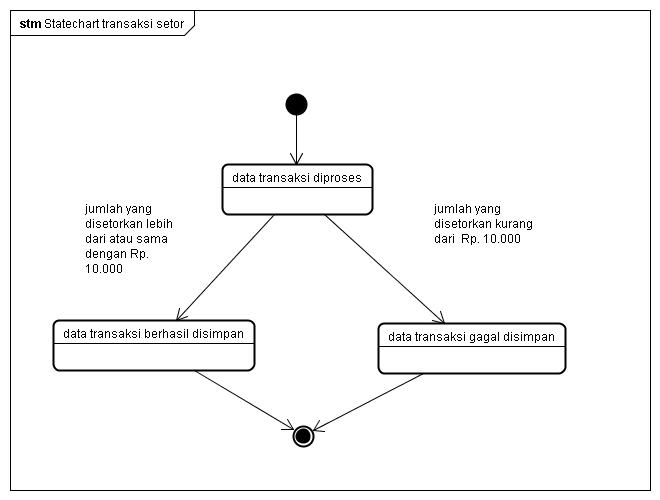 stm Statechart transaksi setor
data transaksi diproses
jumlah yang
disetorkan lebih
dari atau sama
dengan Rp.
10.000
jumlah yang
disetorkan kurang
dari  Rp. 10.000
data transaksi berhasil disimpan
data transaksi gagal disimpan